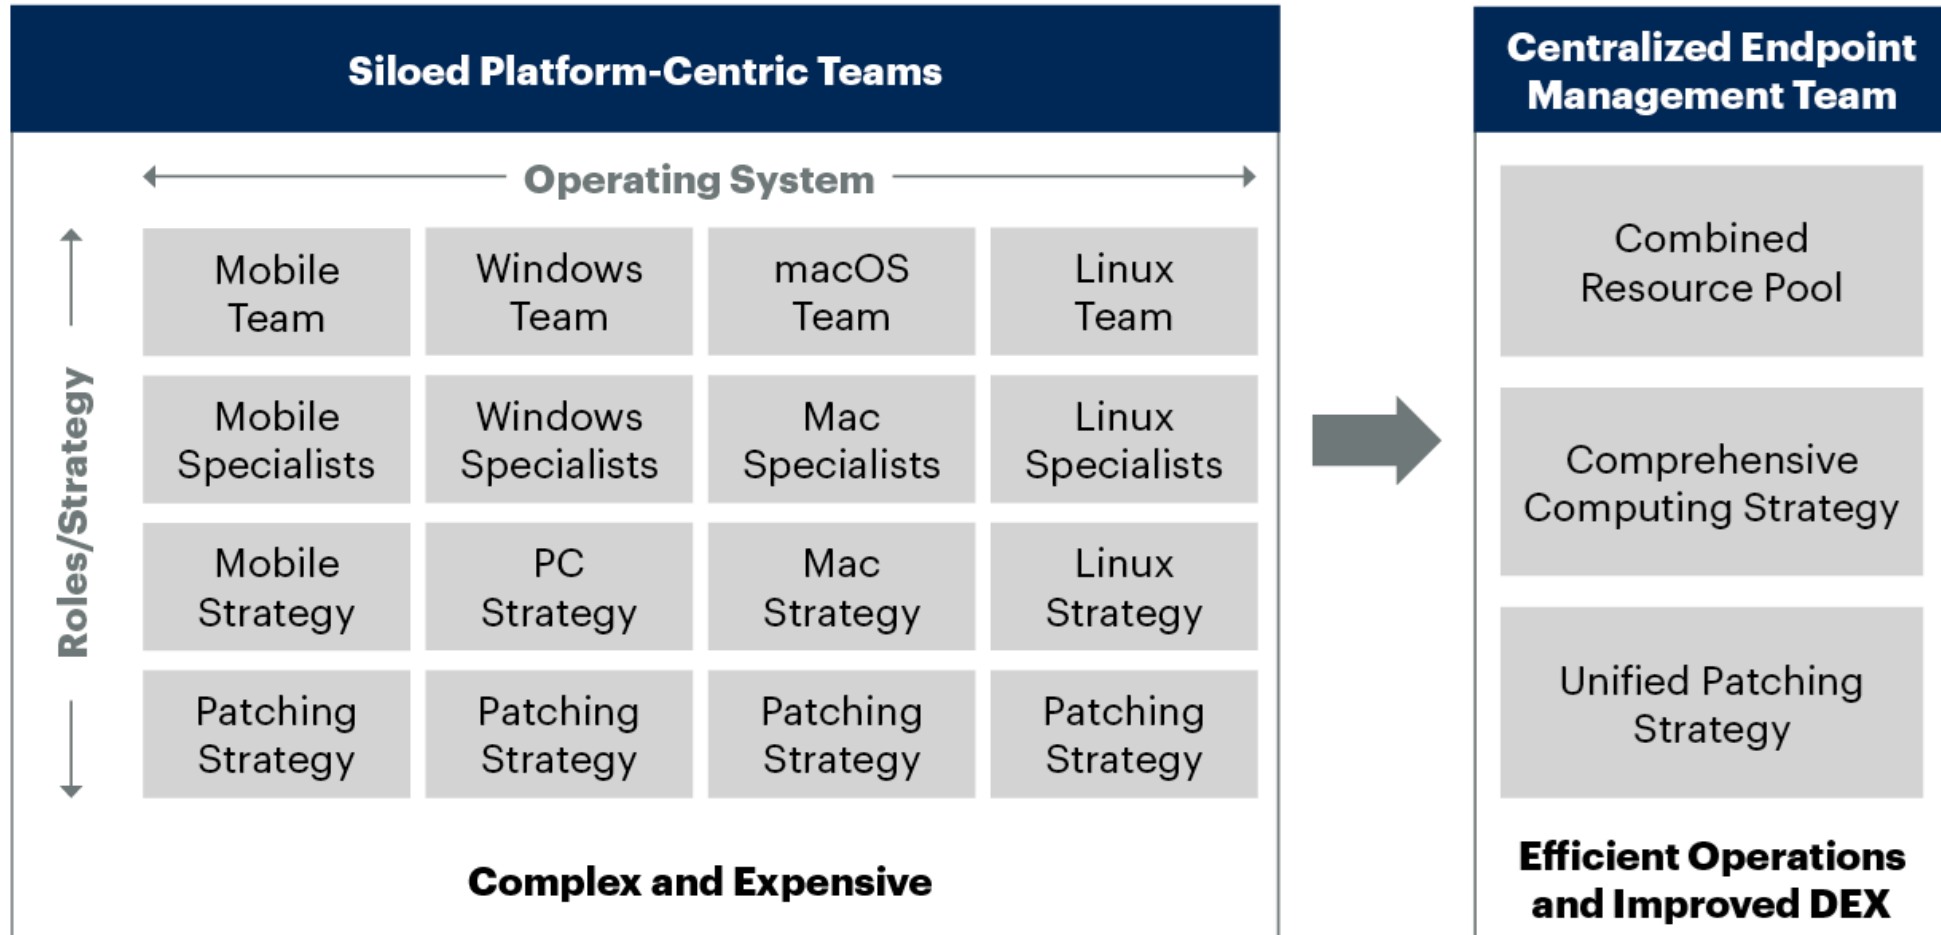 Siloed Platform-Centric Teams
Operating System
Roles/Strategy
Mobile
Team
Windows
Team
macOS
Team
Linux
Team
Mobile
Specialists
Windows
Specialists
Mac
Specialists
Linux
Specialists
Mobile
Strategy
PC
Strategy
Mac
Strategy
Linux
Strategy
Patching
Strategy
Patching
Strategy
Patching
Strategy
Patching
Strategy
Complex and Expensive
Centralized Endpoint
Management Team
Combined
Resource Pool
Comprehensive
Computing Strategy
Unified Patching
Strategy
Efficient Operations
and Improved DEX